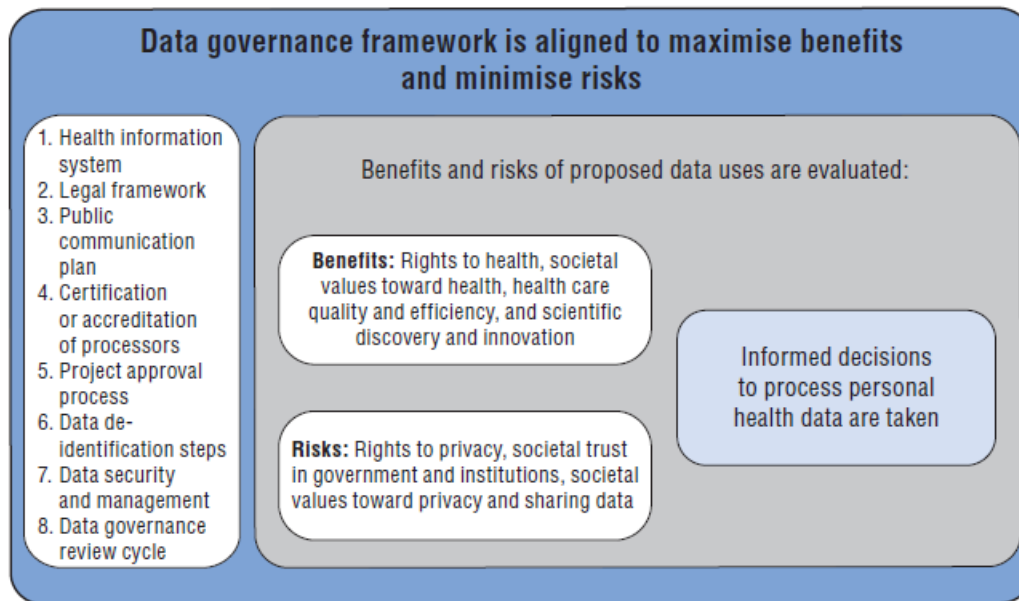 Data governance framework is aligned to maximise benefits
and minimise risks
1. Health information
system
2. Legal framework
3. Public
communication
plan
4. Certification
or accreditation
of processors
5. Project approval
process
6. Data de-
identification steps
7. Data security
and management
8. Data governance
review cycle
Benefits and risks of proposed data uses are evaluated:
Benefits: Rights to health, societal
values toward health, health care
quality and efficiency, and scientific
discovery and innovation
Risks: Rights to privacy, societal trust
in government and institutions, societal
values toward privacy and sharing data
Informed decisions
to process personal
health data are taken